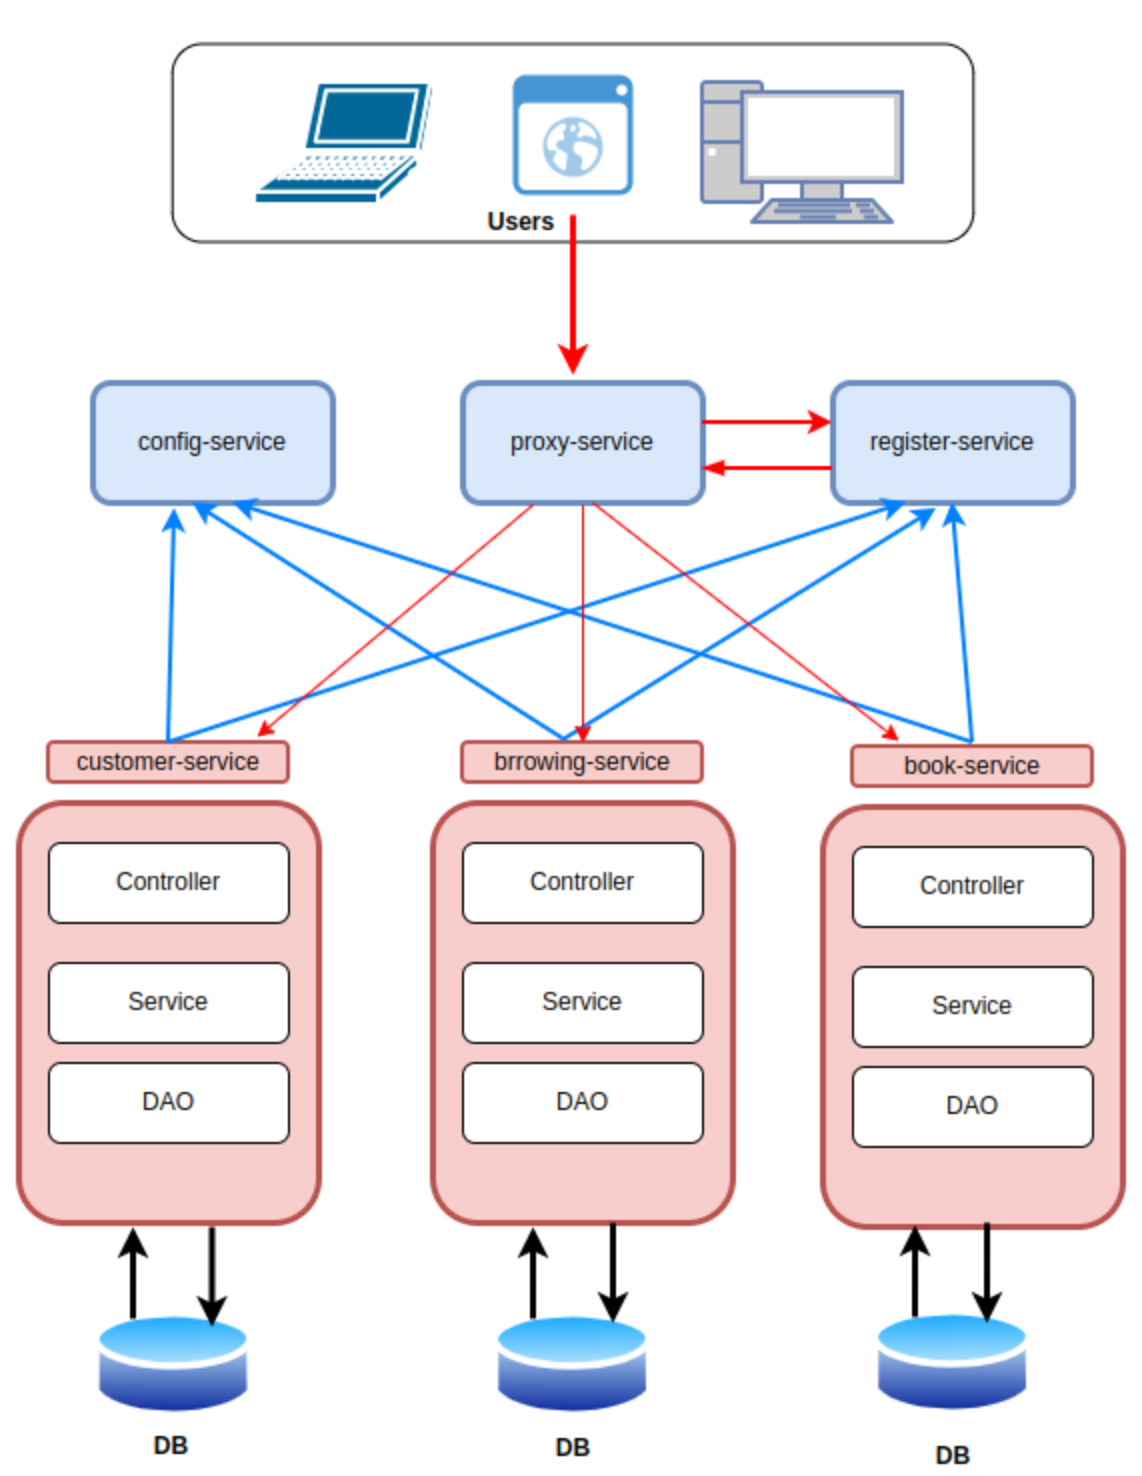 Users
config-service
proxy-service
register-service
customer-service
brrowing-service
book-service
Controller
Controller
Controller
Service
Service
Service
DAO
DAO
DAO
DB
DB
DB